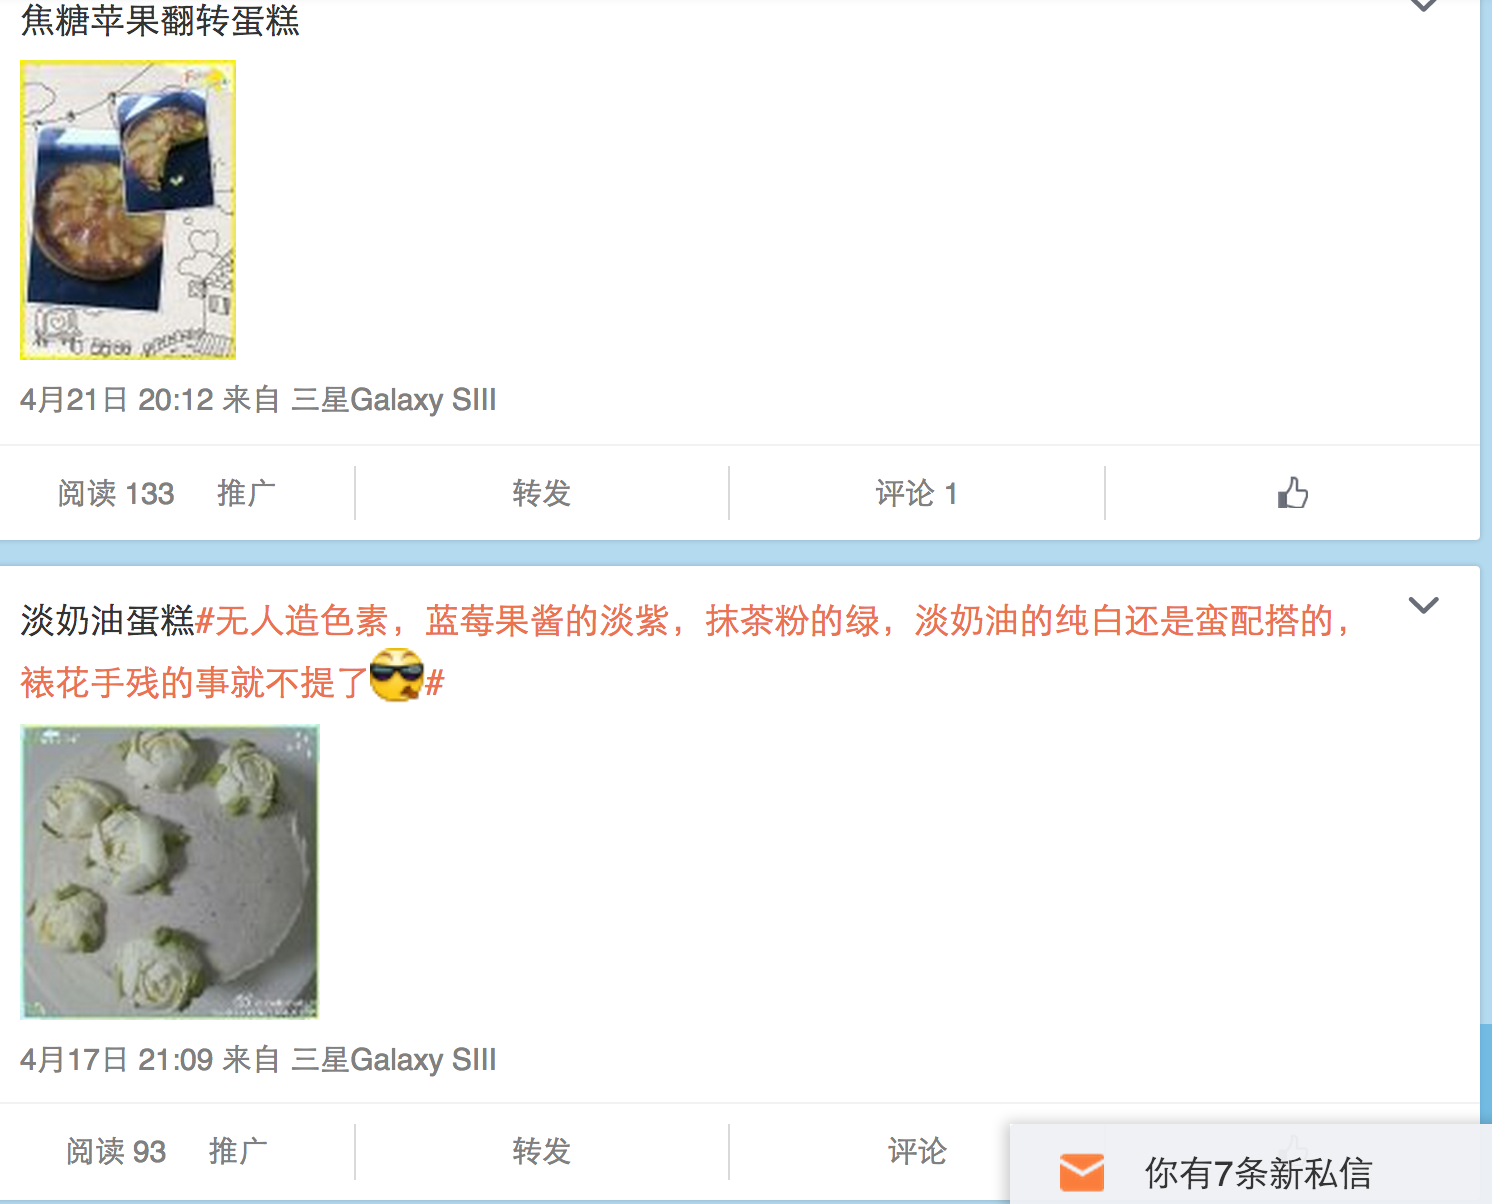 焦糖苹果翻转蛋糕
4月21日 20:12 来自 三星Galaxy SIII
阅读 133 推广 转发 评论 1
淡奶油蛋糕#无人造色素，蓝莓果酱的淡紫，抹茶粉的绿，淡奶油的纯白还是蛮配搭的，
裱花手残的事就不提了#
4月17日 21:09 来自 三星Galaxy SIII
阅读 93 推广 转发 评论
你有7条新私信